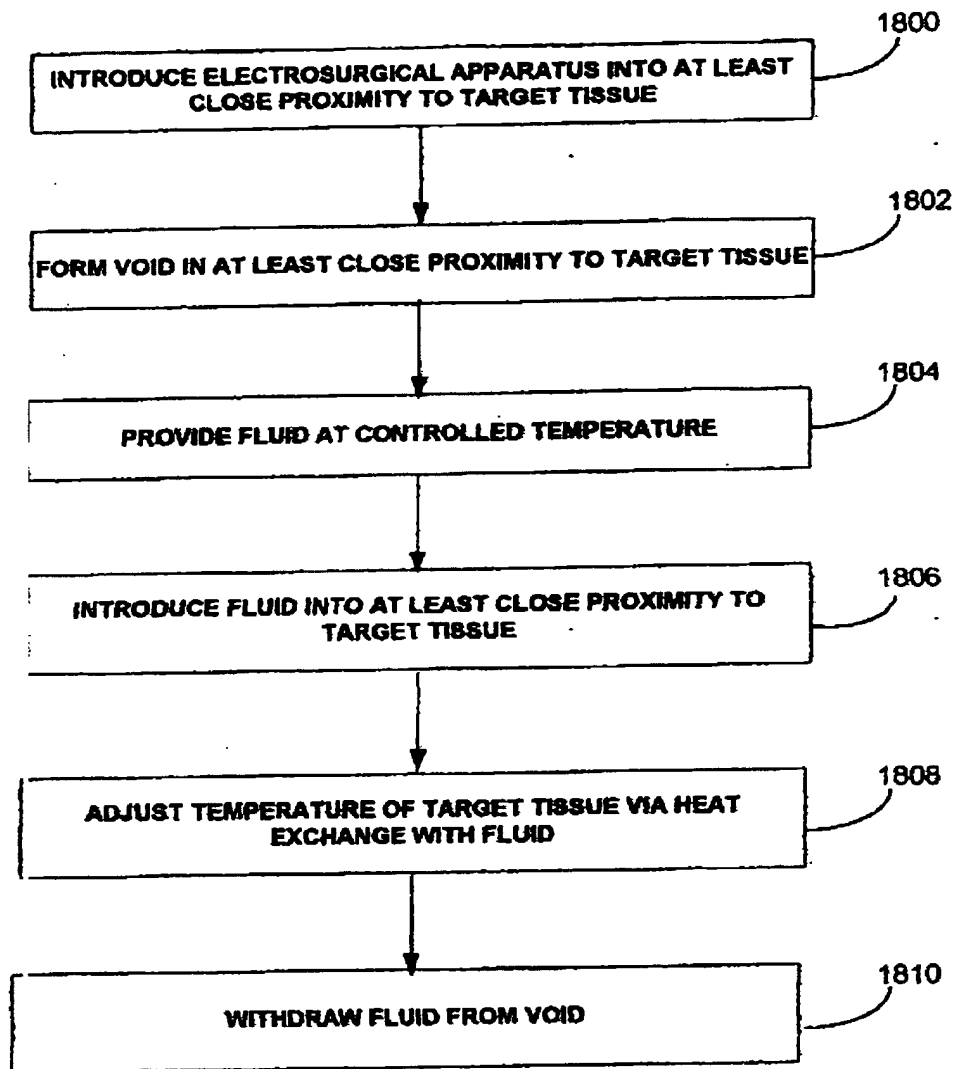 1800
INTRODUCE ELECTROSURGICAL APPARATUS INTO AT LEAST
CLOSE PROXIMITY TO TARGET TISSUE
1802
FORM VOID IN AT LEAST CLOSE PROXIMITY TO TARGET TISSUE
1804
PROVIDE FLUID AT CONTROLLED TEMPERATURE
1806
INTRODUCE FLUID INTO AT LEAST CLOSE PROXIMITY TO
TARGET TISSUE
1808
ADJUST TEMPERATURE OF TARGET TISSUE VIA HEAT
EXCHANGE WITH FLUID
1810
WITHDRAW FLUID FROM VOID